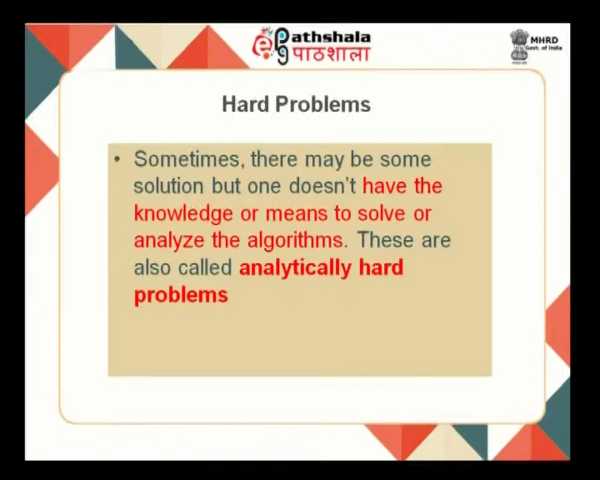 ePathshala
पाठशाला
MHRD
Govt. of India
Hard Problems
• Sometimes, there may be some
solution but one doesn't have the
knowledge or means to solve or
analyze the algorithms. These are
also called analytically hard
problems